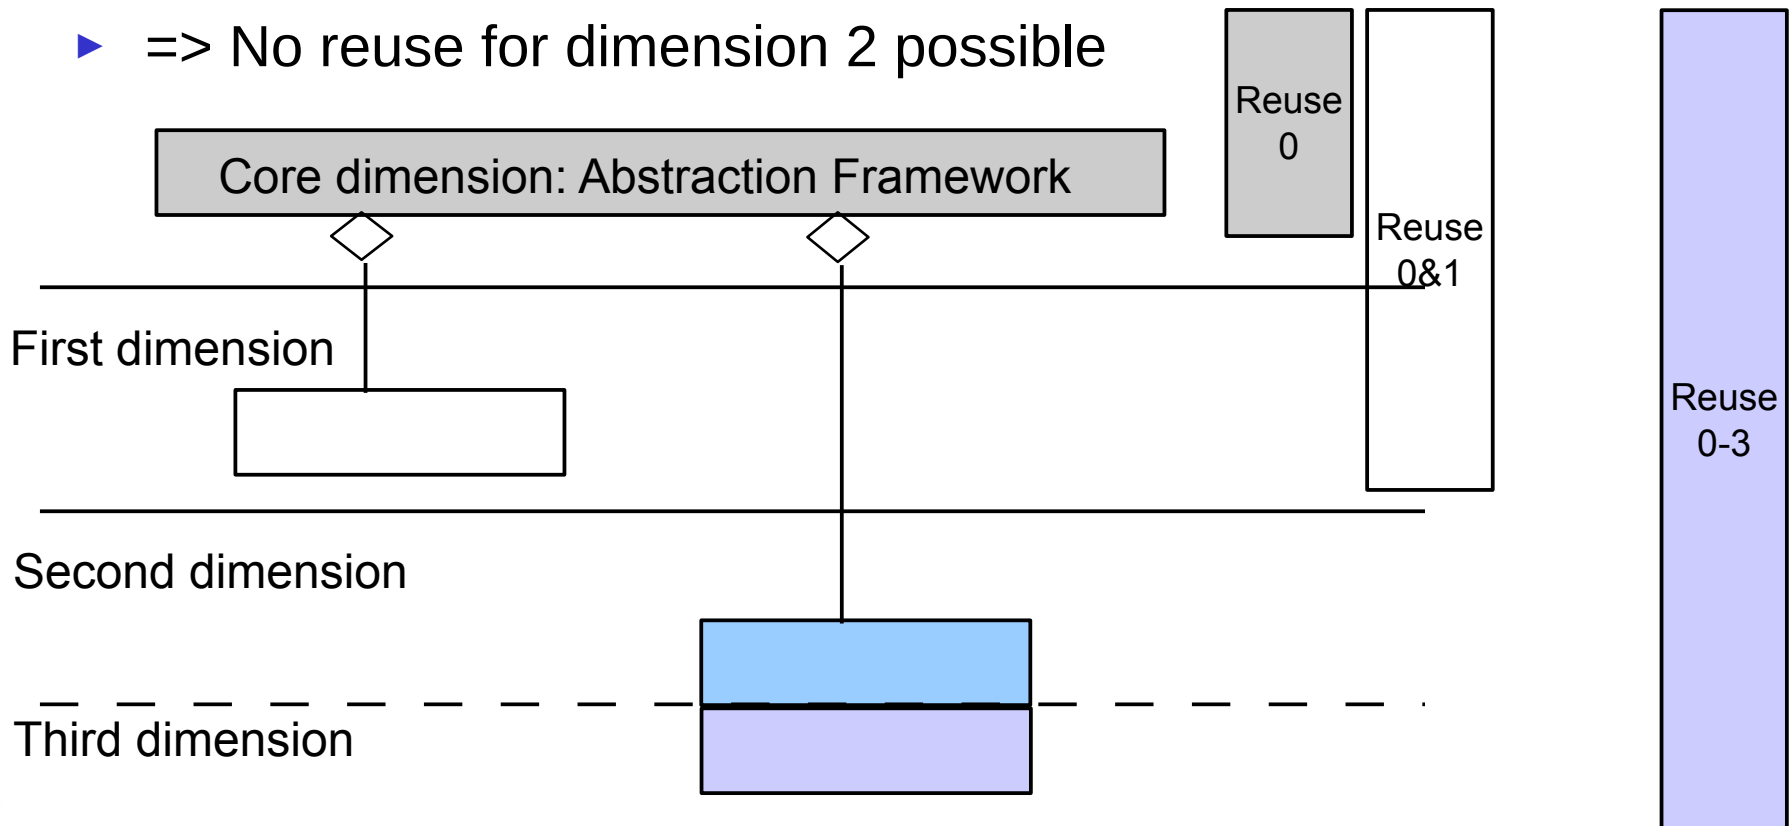 ► => No reuse for dimension 2 possible
Reuse
0
Core dimension: Abstraction Framework
Reuse
0&1
First dimension
Reuse
0-3
Second dimension
Third dimension